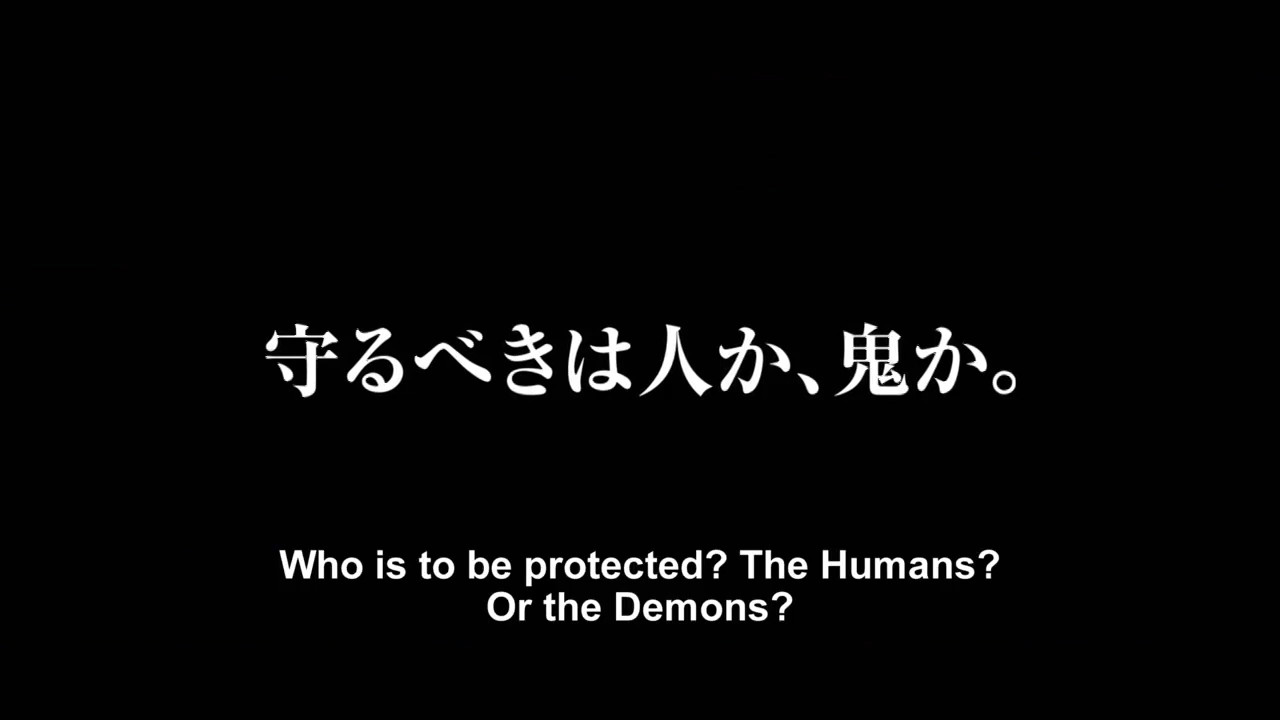 守るべきは人か、鬼か。
Who is to be protected? The Humans?
Or the Demons?